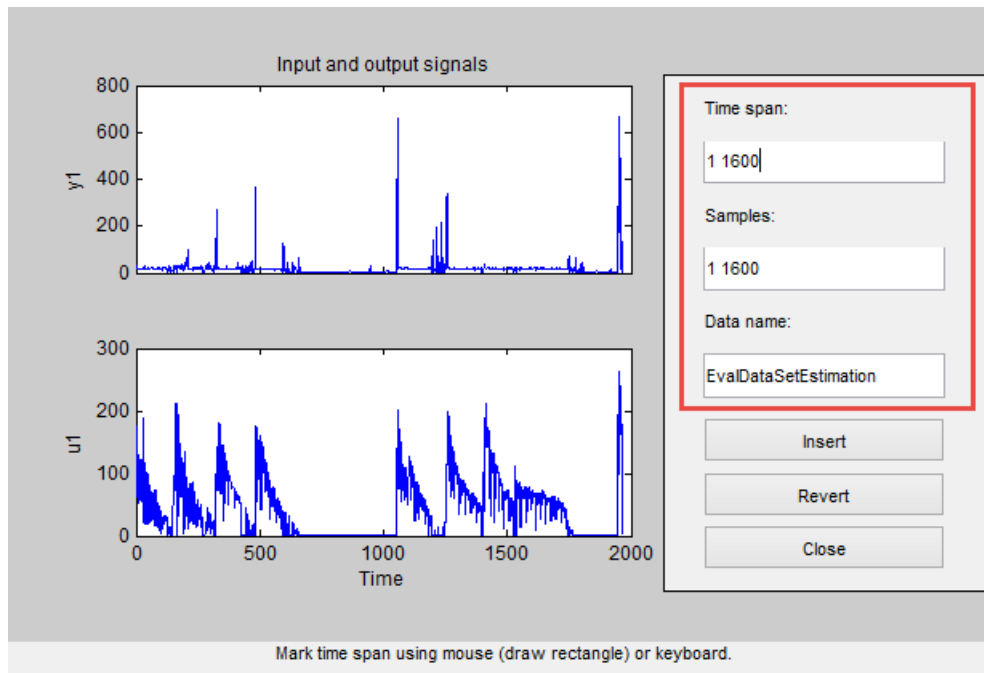 Input and output signals
800
600
400
200
0
y1
300
200
100
0
u1
0 500 1000 1500 2000
Time
Time span:
1 1600
Samples:
1 1600
Data name:
EvalDataSetEstimation
Insert
Revert
Close
Mark time span using mouse (draw rectangle) or keyboard.